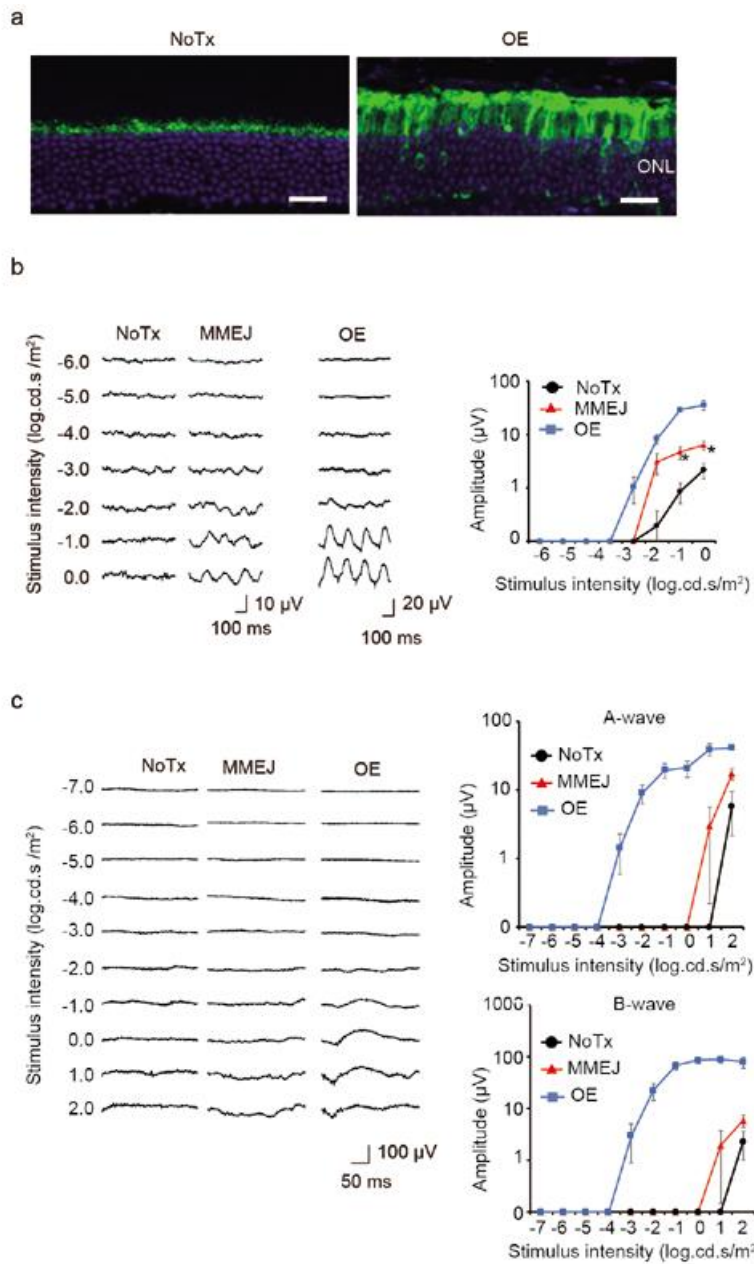 a
NoTx OE
ONL
b
NoTx MMEJ OE
Stimulus intensity (log.cd.s /m²)
-6.0
-5.0
-4.0
-3.0
-2.0
-1.0
0.0
10 µV 20 µV
100 ms 100 ms
Amplitude (µV)
100
10
1
0
NoTx
MMEJ
OE
*
*
-6 -5 -4 -3 -2 -1 0
Stimulus intensity (log.cd.s/m²)
c
NoTx MMEJ OE
Stimulus intensity (log.cd.s /m²)
-7.0
-6.0
-5.0
-4.0
-3.0
-2.0
-1.0
0.0
1.0
2.0
100 µV
50 ms
A-wave
Amplitude (µV)
100
10
1
0
NoTx
MMEJ
OE
-7 -6 -5 -4 -3 -2 -1 0 1 2
Stimulus intensity (log.cd.s/m²)
B-wave
Amplitude (µV)
1000
100
10
1
0
NoTx
MMEJ
OE
-7 -6 -5 -4 -3 -2 -1 0 1 2
Stimulus intensity (log.cd.s/m²